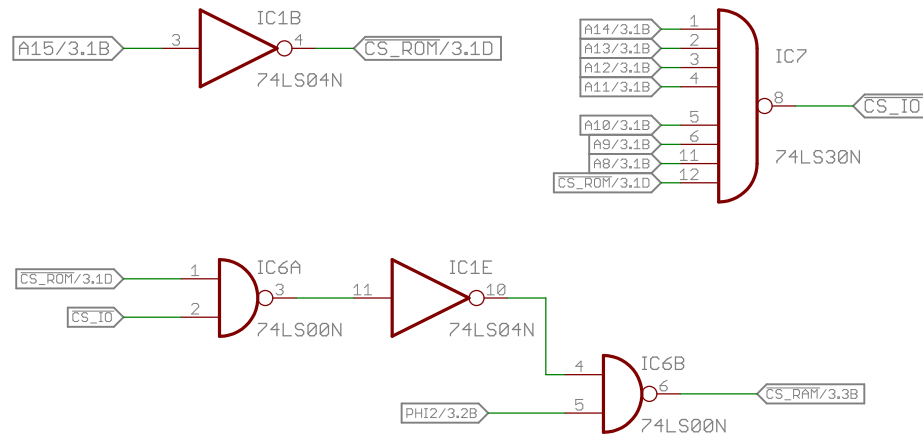 IC1B
A15/3.1B
3
4
CS_ROM/3.1D
74LS04N
A14/3.1B
1
A13/3.1B
2
A12/3.1B
3
A11/3.1B
4
IC7
8
CS_IO
A10/3.1B
5
A9/3.1B
6
A8/3.1B
11
CS_ROM/3.1D
12
74LS30N
IC6A
IC1E
CS_ROM/3.1D
1
3
11
10
CS_IO
2
74LS00N
74LS04N
IC6B
4
6
CS_RAM/3.3B
PHI2/3.2B
5
74LS00N